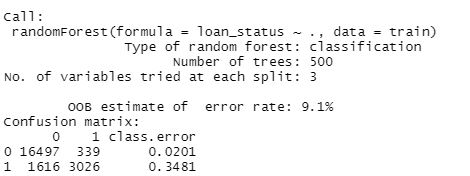 Call:
randomForest(formula = loan_status ~ ., data = train)
Type of random forest: classification
Number of trees: 500
No. of variables tried at each split: 3
OOB estimate of error rate: 9.1%
Confusion matrix:
0 1 class.error
0 16497 339 0.0201
1 1616 3026 0.3481